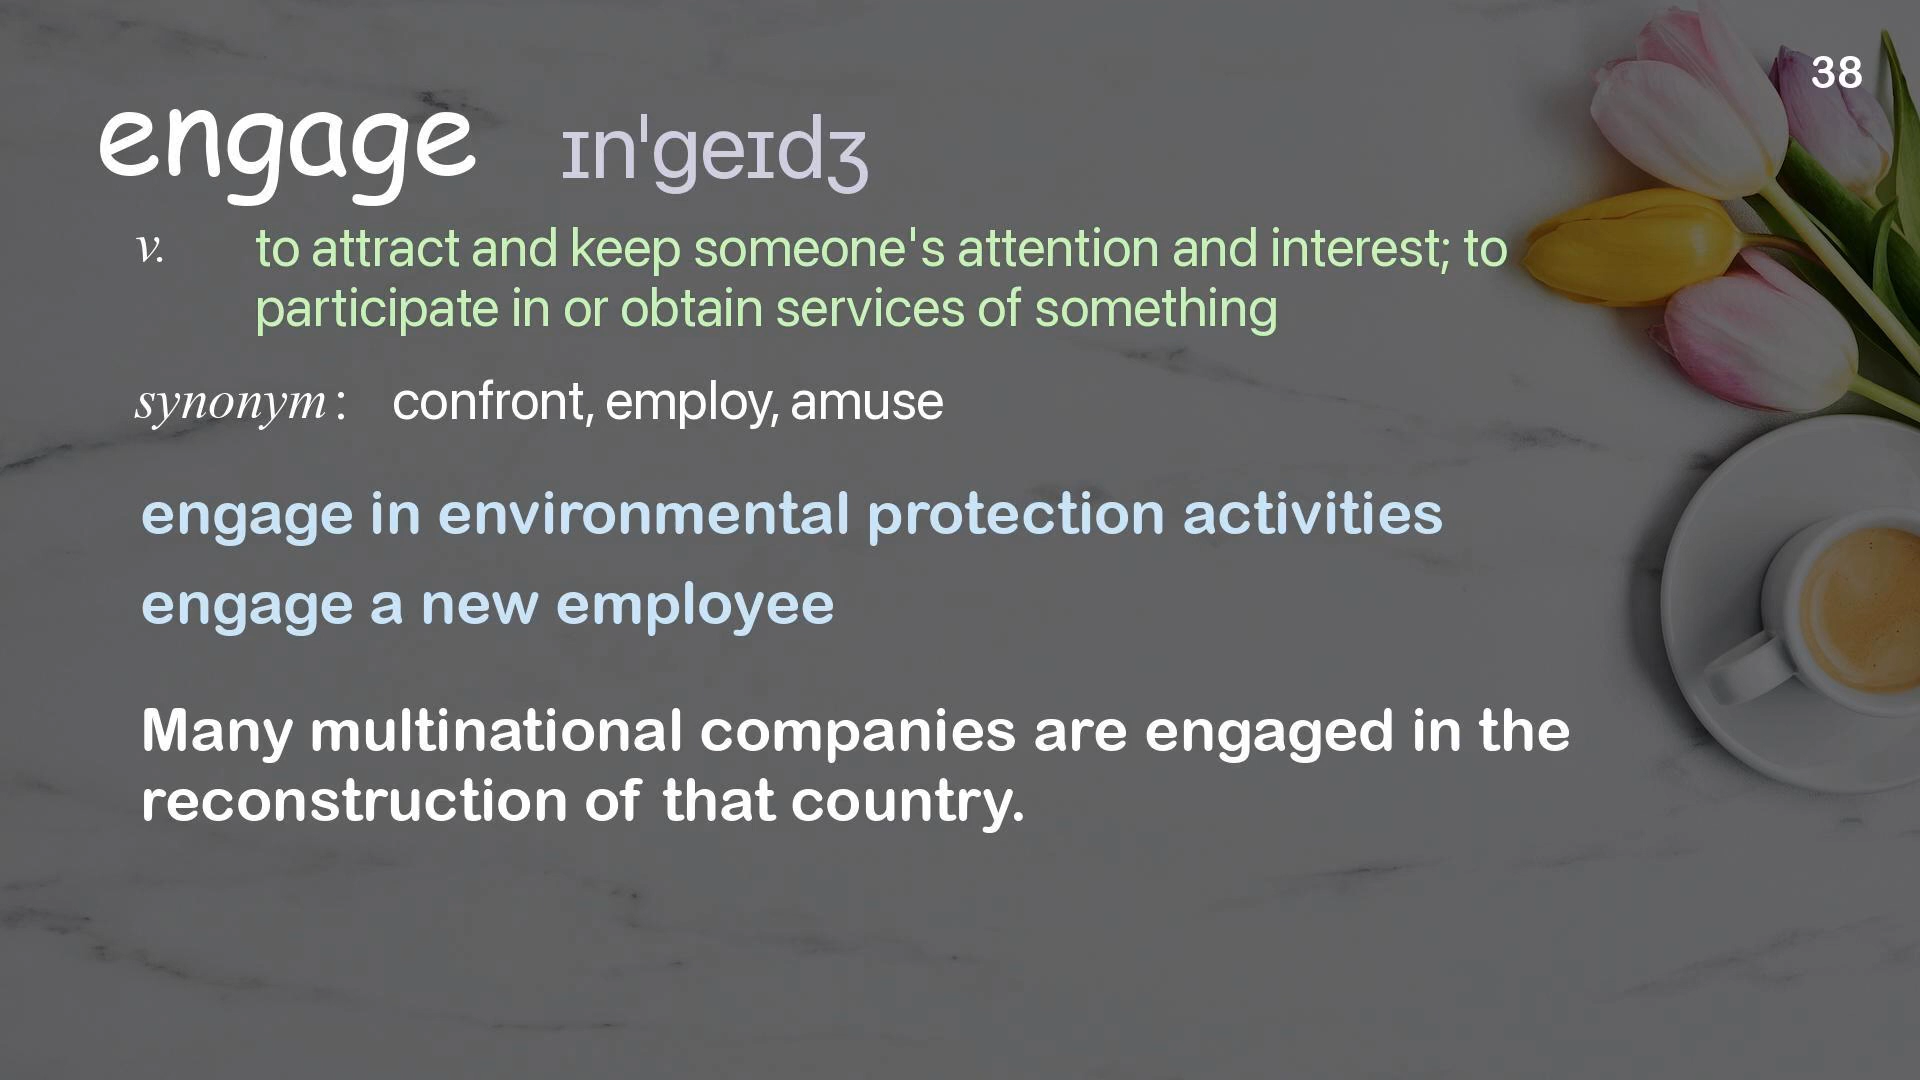 38
engage ɪnˈgeɪdʒ
v. to attract and keep someone's attention and interest; to
participate in or obtain services of something
synonym : confront, employ, amuse
engage in environmental protection activities
engage a new employee
Many multinational companies are engaged in the
reconstruction of that country.